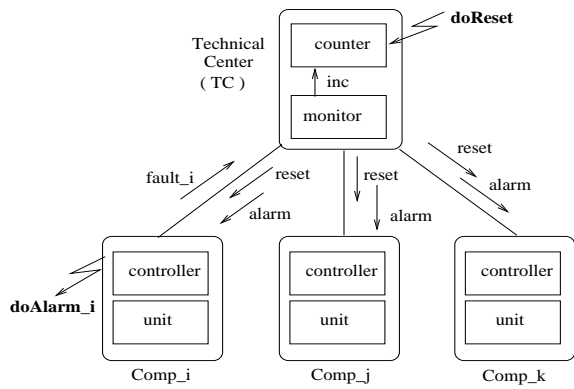 doReset
Technical
Center
( TC )
counter
inc
monitor
fault_i
reset
alarm
reset
alarm
reset
alarm
doAlarm_i
controller
unit
Comp_i
controller
unit
Comp_j
controller
unit
Comp_k